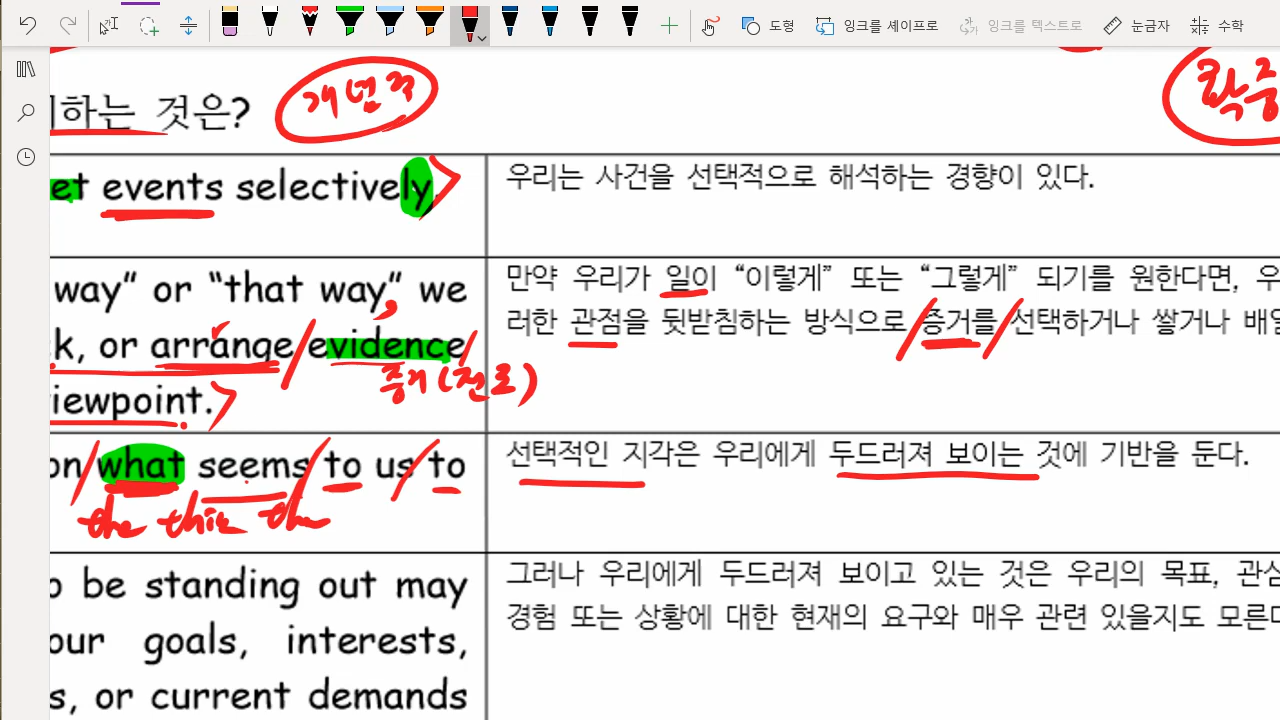 도형 잉크를 셰이프로 잉크를 텍스트로 눈금자 수학
하는 것은? 개념적
확증
et events selectively
우리는 사건을 선택적으로 해석하는 경향이 있다.
way” or “that way,” we
k, or arrange evidence
증거(진로)
iewpoint.
만약 우리가 일이 “이렇게” 또는 “그렇게” 되기를 원한다면, 우
러한 관점을 뒷받침하는 방식으로 증거를 선택하거나 쌓거나 배열
on what seems to us to
the thin the
선택적인 지각은 우리에게 두드러져 보이는 것에 기반을 둔다.
o be standing out may
our goals, interests,
s, or current demands
그러나 우리에게 두드러져 보이고 있는 것은 우리의 목표, 관심
경험 또는 상황에 대한 현재의 요구와 매우 관련 있을지도 모른다